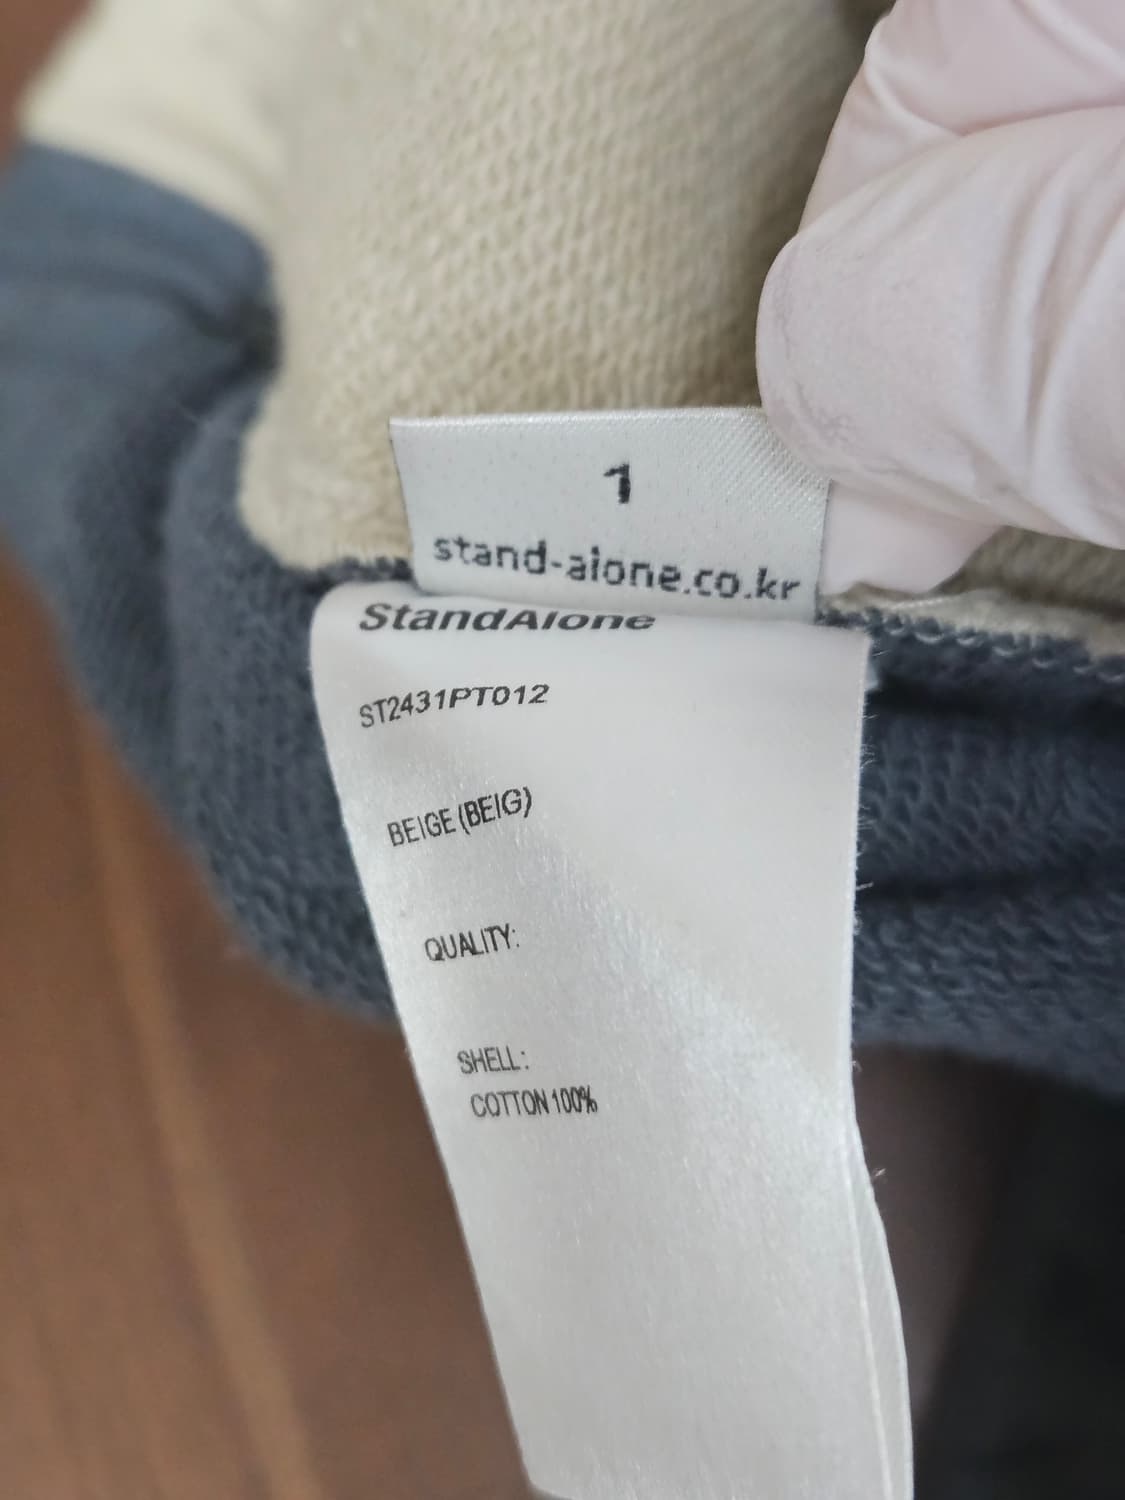 1
stand-alone.co.kr
StandAlone
ST2431PT012
BEIGE (BEIG)
QUALITY:
SHELL:
COTTON 100%